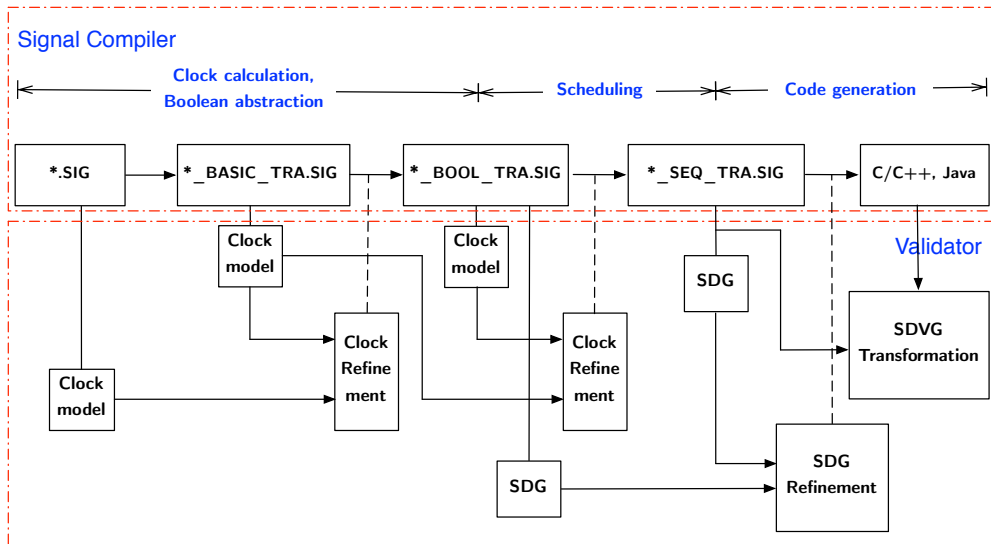 Signal Compiler
Clock calculation,
Boolean abstraction
Scheduling
Code generation
*.SIG
*_BASIC_TRA.SIG
*_BOOL_TRA.SIG
*_SEQ_TRA.SIG
C/C++, Java
Validator
Clock
model
Clock
model
SDG
SDVG
Transformation
Clock
Refine
ment
Clock
Refine
ment
Clock
model
SDG
SDG
Refinement